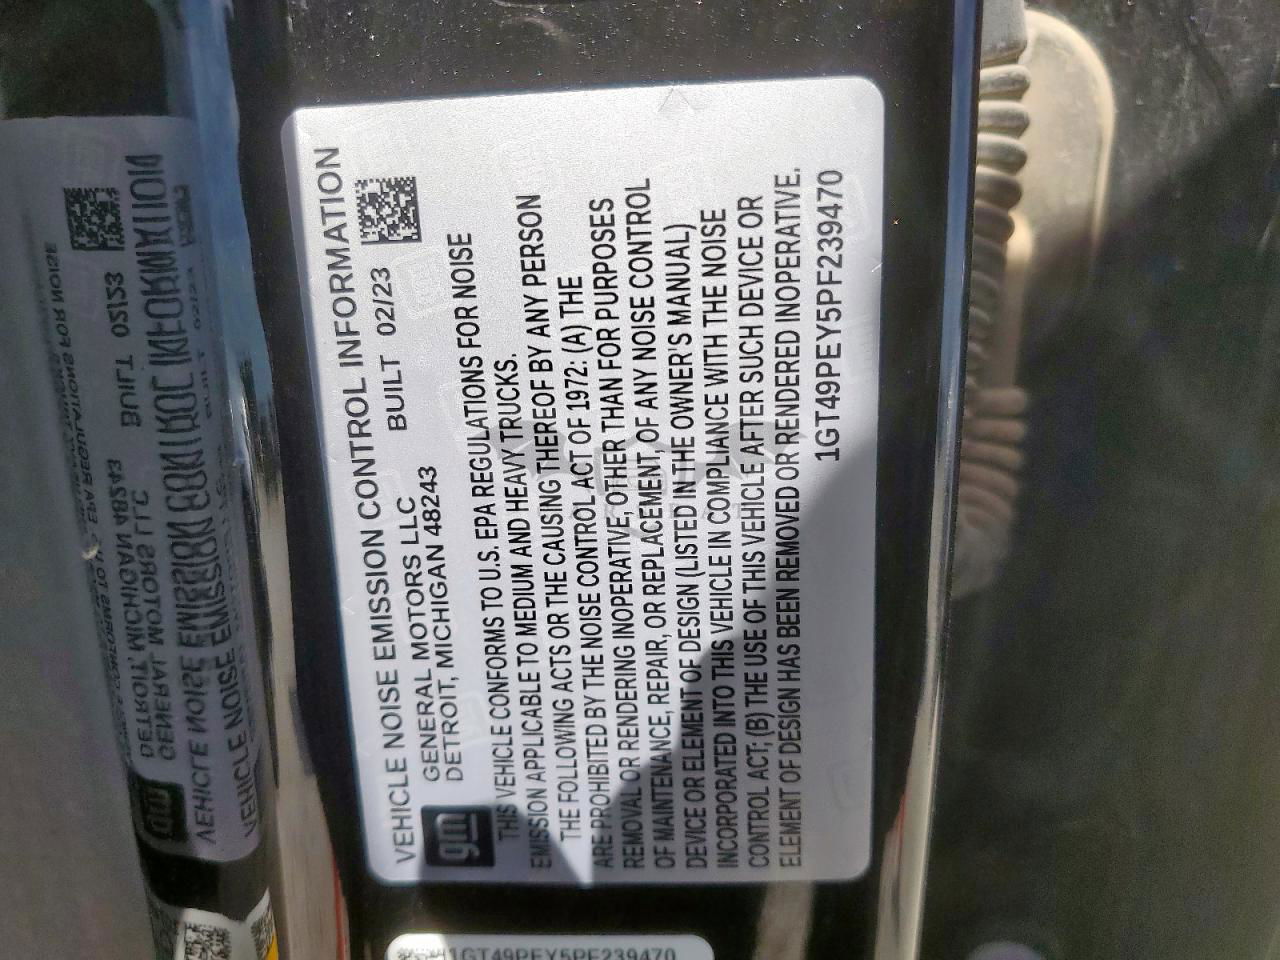 VEHICLE NOISE EMISSION CONTROL INFORMATION
gm
GENERAL MOTORS LLC
BUILT 02/23
DETROIT, MICHIGAN 48243
THIS VEHICLE CONFORMS TO U.S. EPA REGULATIONS FOR NOISE
EMISSION APPLICABLE TO MEDIUM AND HEAVY TRUCKS.
THE FOLLOWING ACTS OR THE CAUSING THEREOF BY ANY PERSON
ARE PROHIBITED BY THE NOISE CONTROL ACT OF 1972: (A) THE
REMOVAL OR RENDERING INOPERATIVE, OTHER THAN FOR PURPOSES
OF MAINTENANCE, REPAIR, OR REPLACEMENT, OF ANY NOISE CONTROL
DEVICE OR ELEMENT OF DESIGN (LISTED IN THE OWNER'S MANUAL)
INCORPORATED INTO THIS VEHICLE IN COMPLIANCE WITH THE NOISE
CONTROL ACT; (B) THE USE OF THIS VEHICLE AFTER SUCH DEVICE OR
ELEMENT OF DESIGN HAS BEEN REMOVED OR RENDERED INOPERATIVE.
1GT49PEY5PF239470
1GT49PEY5PF239470